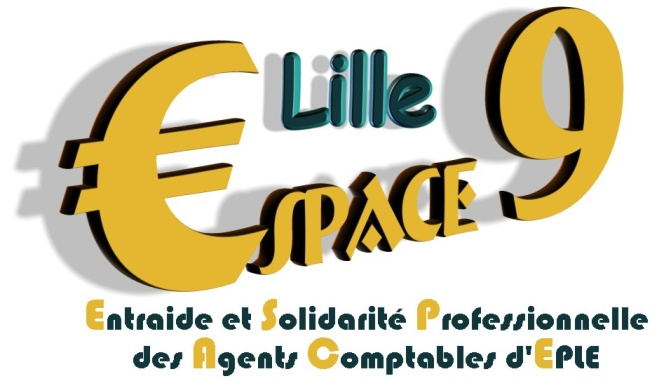 Lille
€SPACE 9
Entraide et Solidarité Professionnelle
des Agents Comptables d'EPLE